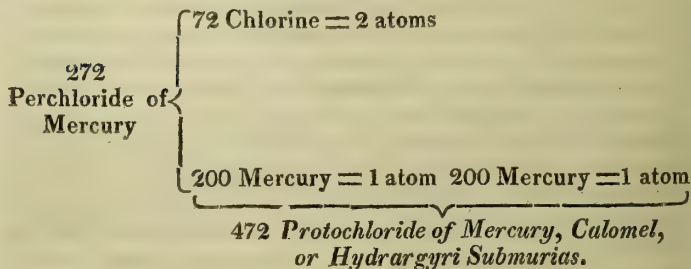 72 Chlorine = 2 atoms
272
Perchloride of
Mercury
200 Mercury = 1 atom 200 Mercury = 1 atom
472 Protochloride of Mercury, Calomel,
or Hydrargyri Submurias.